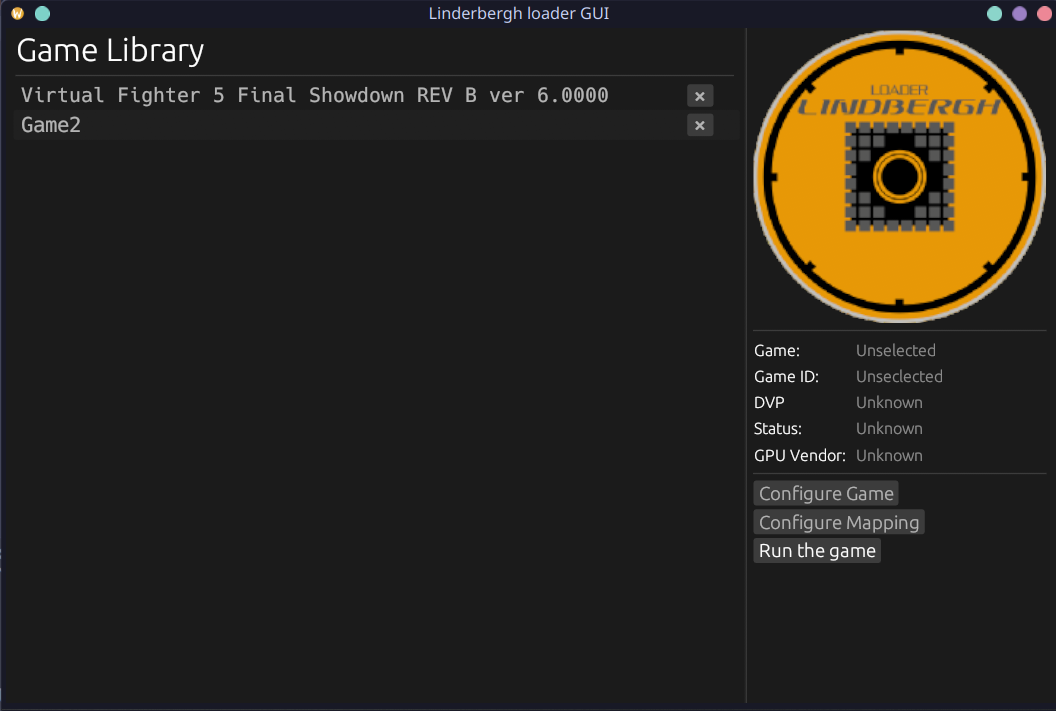 Linderbergh loader GUI
Game Library
Virtual Fighter 5 Final Showdown REV B ver 6.0000
Game2
LOADER
LINDBERGH
Game: Unselected
Game ID: Unseclected
DVP Unknown
Status: Unknown
GPU Vendor: Unknown
Configure Game
Configure Mapping
Run the game